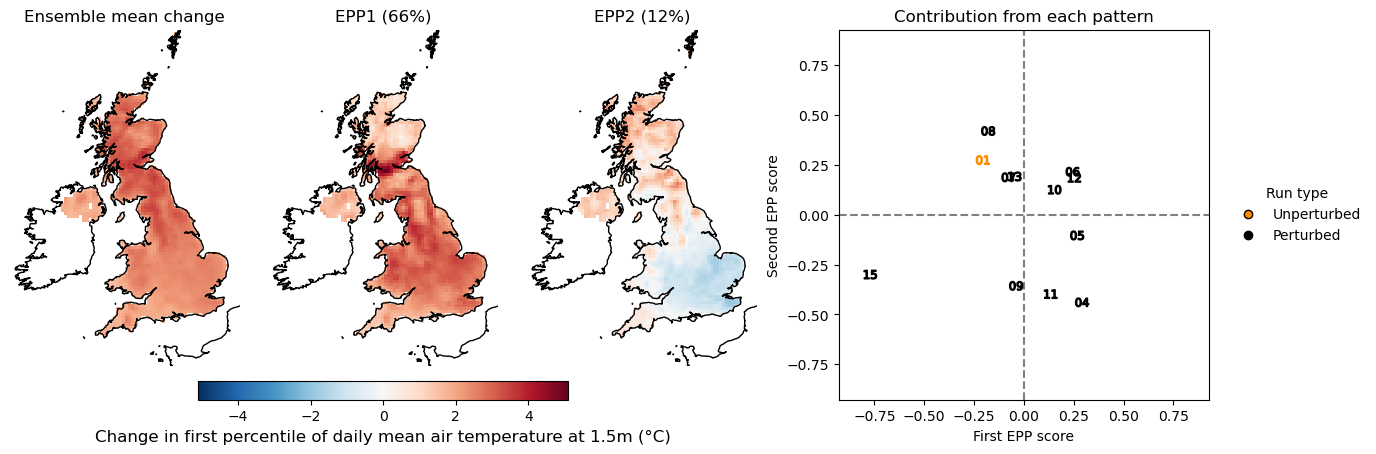 Ensemble mean change
EPP1 (66%)
EPP2 (12%)
Contribution from each pattern
−4 −2 0 2 4
Change in first percentile of daily mean air temperature at 1.5m (°C)
Second EPP score
0.75
0.50
0.25
0.00
−0.25
−0.50
−0.75
08
01
13
06
12
10
05
15
09
11
04
−0.75 −0.50 −0.25 0.00 0.25 0.50 0.75
First EPP score
Run type
Unperturbed
Perturbed